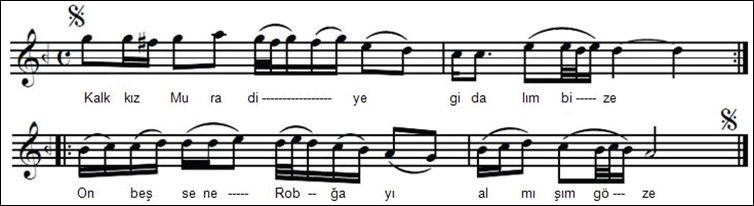 Kalk kız Mu ra di ----------------- ye gi da lım bi ----- ze
On beş se ne ----- Rob -- ğa yı al mı şım gö --- ze